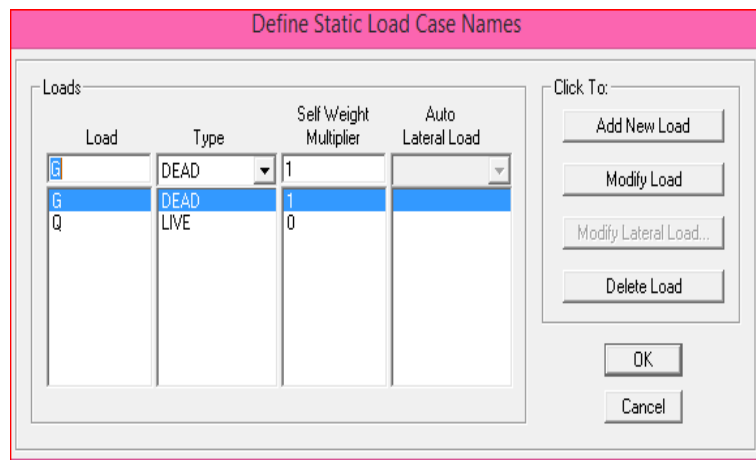 Define Static Load Case Names
Loads
Click To:
Load Type Self Weight Multiplier Auto Lateral Load
G DEAD 1
G DEAD 1
Q LIVE 0
Add New Load
Modify Load
Modify Lateral Load...
Delete Load
OK
Cancel